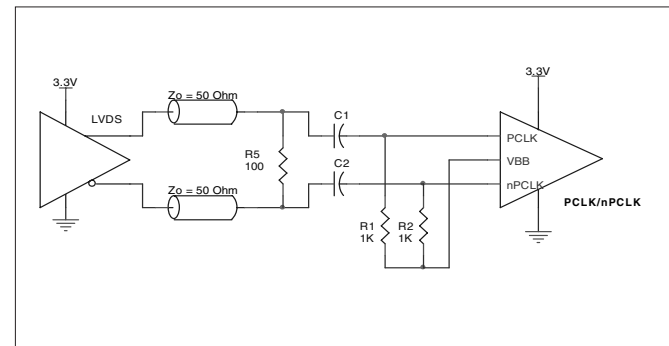 3.3V
LVDS
Zo = 50 Ohm
Zo = 50 Ohm
R5
100
C1
C2
R1
1K
R2
1K
3.3V
PCLK
VBB
nPCLK
PCLK/nPCLK